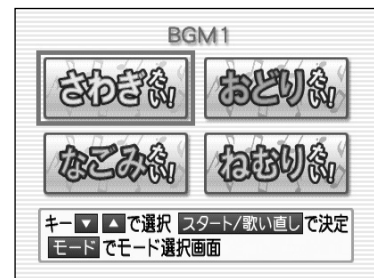 BGM1
さわぎたい!
おどりたい!
なごみたい!
ねむりたい!
キー▼▲で選択 スタート/歌い直しで決定
モードでモード選択画面